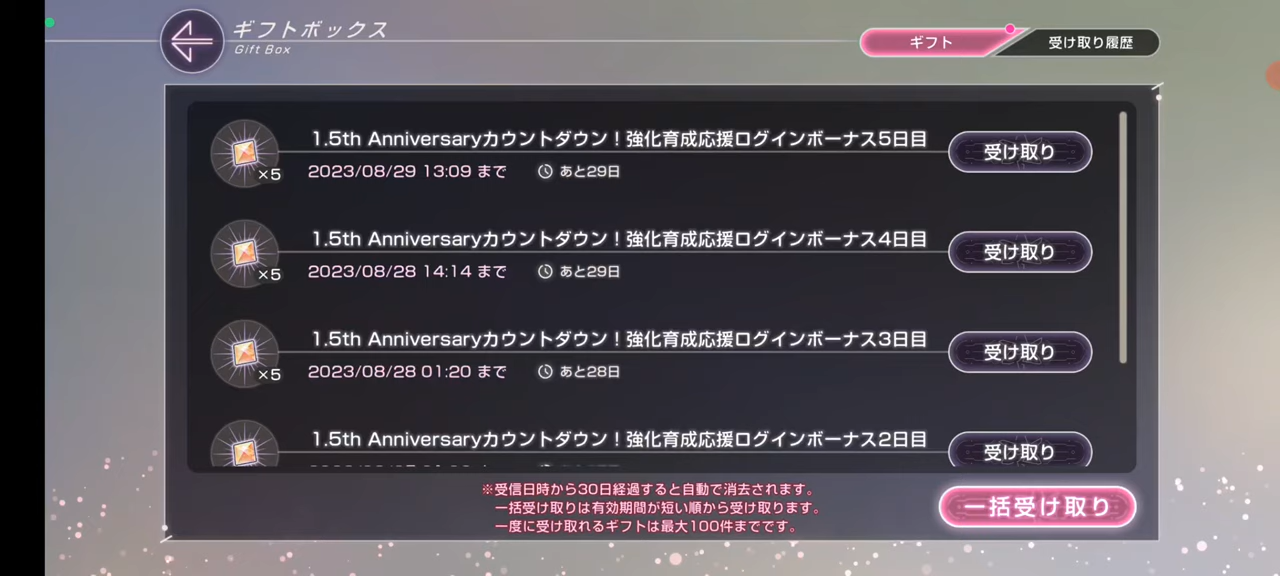 ギフトボックス
Gift Box
ギフト
受け取り履歴
1.5th Anniversaryカウントダウン！強化育成応援ログインボーナス5日目
×5
2023/08/29 13:09 まで
あと29日
受け取り
1.5th Anniversaryカウントダウン！強化育成応援ログインボーナス4日目
×5
2023/08/28 14:14 まで
あと29日
受け取り
1.5th Anniversaryカウントダウン！強化育成応援ログインボーナス3日目
×5
2023/08/28 01:20 まで
あと28日
受け取り
1.5th Anniversaryカウントダウン！強化育成応援ログインボーナス2日目
受け取り
※受信日時から30日経過すると自動で消去されます。
一括受け取りは有効期間が短い順から受け取ります。
一度に受け取れるギフトは最大100件までです。
一括受け取り